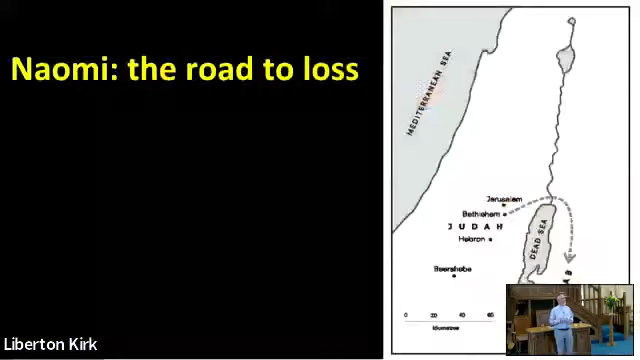 Naomi: the road to loss
MEDITERRANEAN SEA
Jerusalem
Bethlehem
JUDAH
Hebron
DEAD SEA
Beersheba
0 20 40 60
kilometres
Liberton Kirk